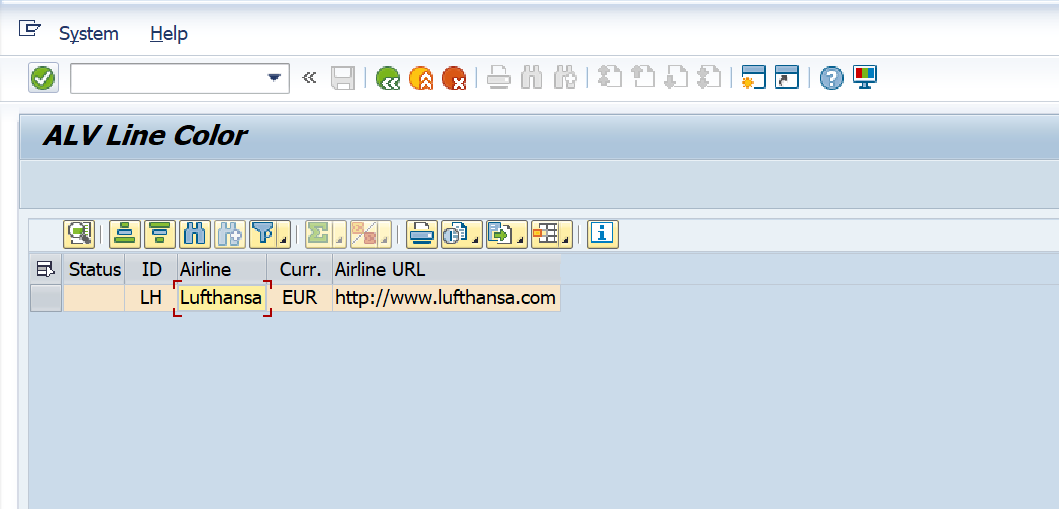 System Help
ALV Line Color
Status ID Airline Curr. Airline URL
LH Lufthansa EUR http://www.lufthansa.com